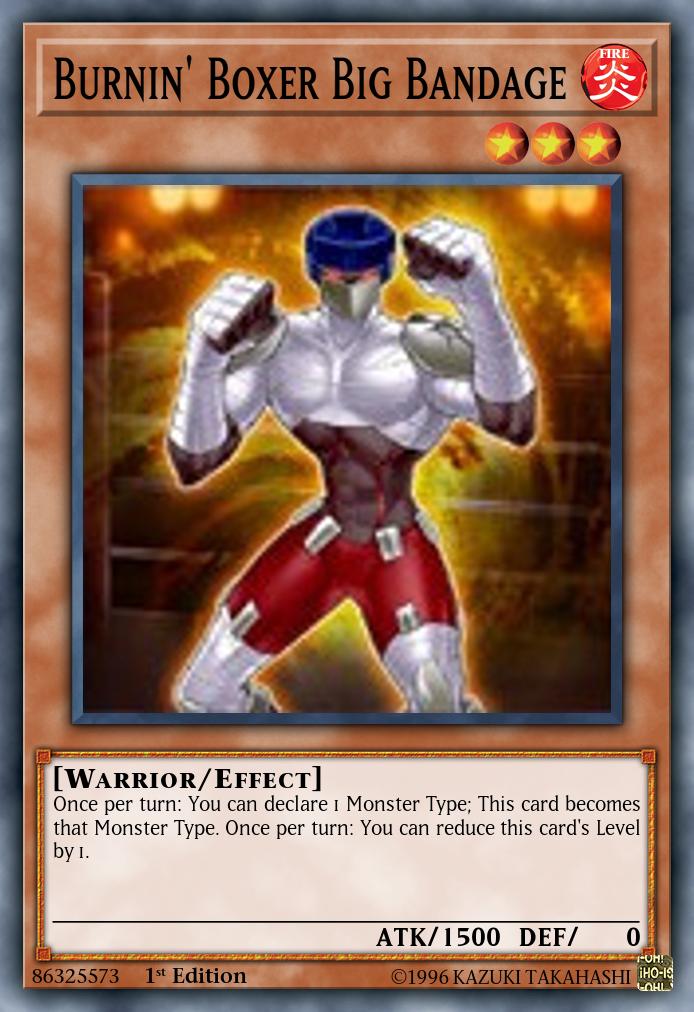 Burnin' Boxer Big Bandage
FIRE
炎
[Warrior/Effect]
Once per turn: You can declare 1 Monster Type; This card becomes
that Monster Type. Once per turn: You can reduce this card's Level
by 1.
ATK/1500 DEF/ 0
86325573 1st Edition ©1996 KAZUKI TAKAHASHI